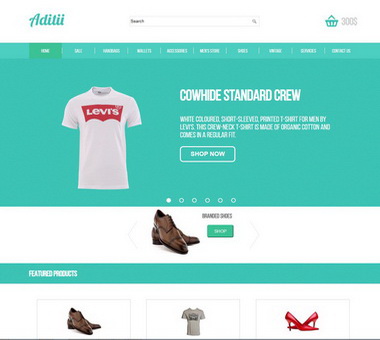 Aditii
Search
300$
HOME SALE HANDBAGS WALLETS ACCESSORIES MEN'S STORE SHOES VINTAGE SERVICES CONTACT US
COWHIDE STANDARD CREW
WHITE COLOURED, SHORT-SLEEVED, PRINTED T-SHIRT FOR MEN BY
LEVI'S. THIS CREW-NECK T-SHIRT IS MADE OF ORGANIC COTTON AND
COMES IN A REGULAR FIT.
LEVI'S
SHOP NOW
BRANDED SHOES
SHOP
FEATURED PRODUCTS